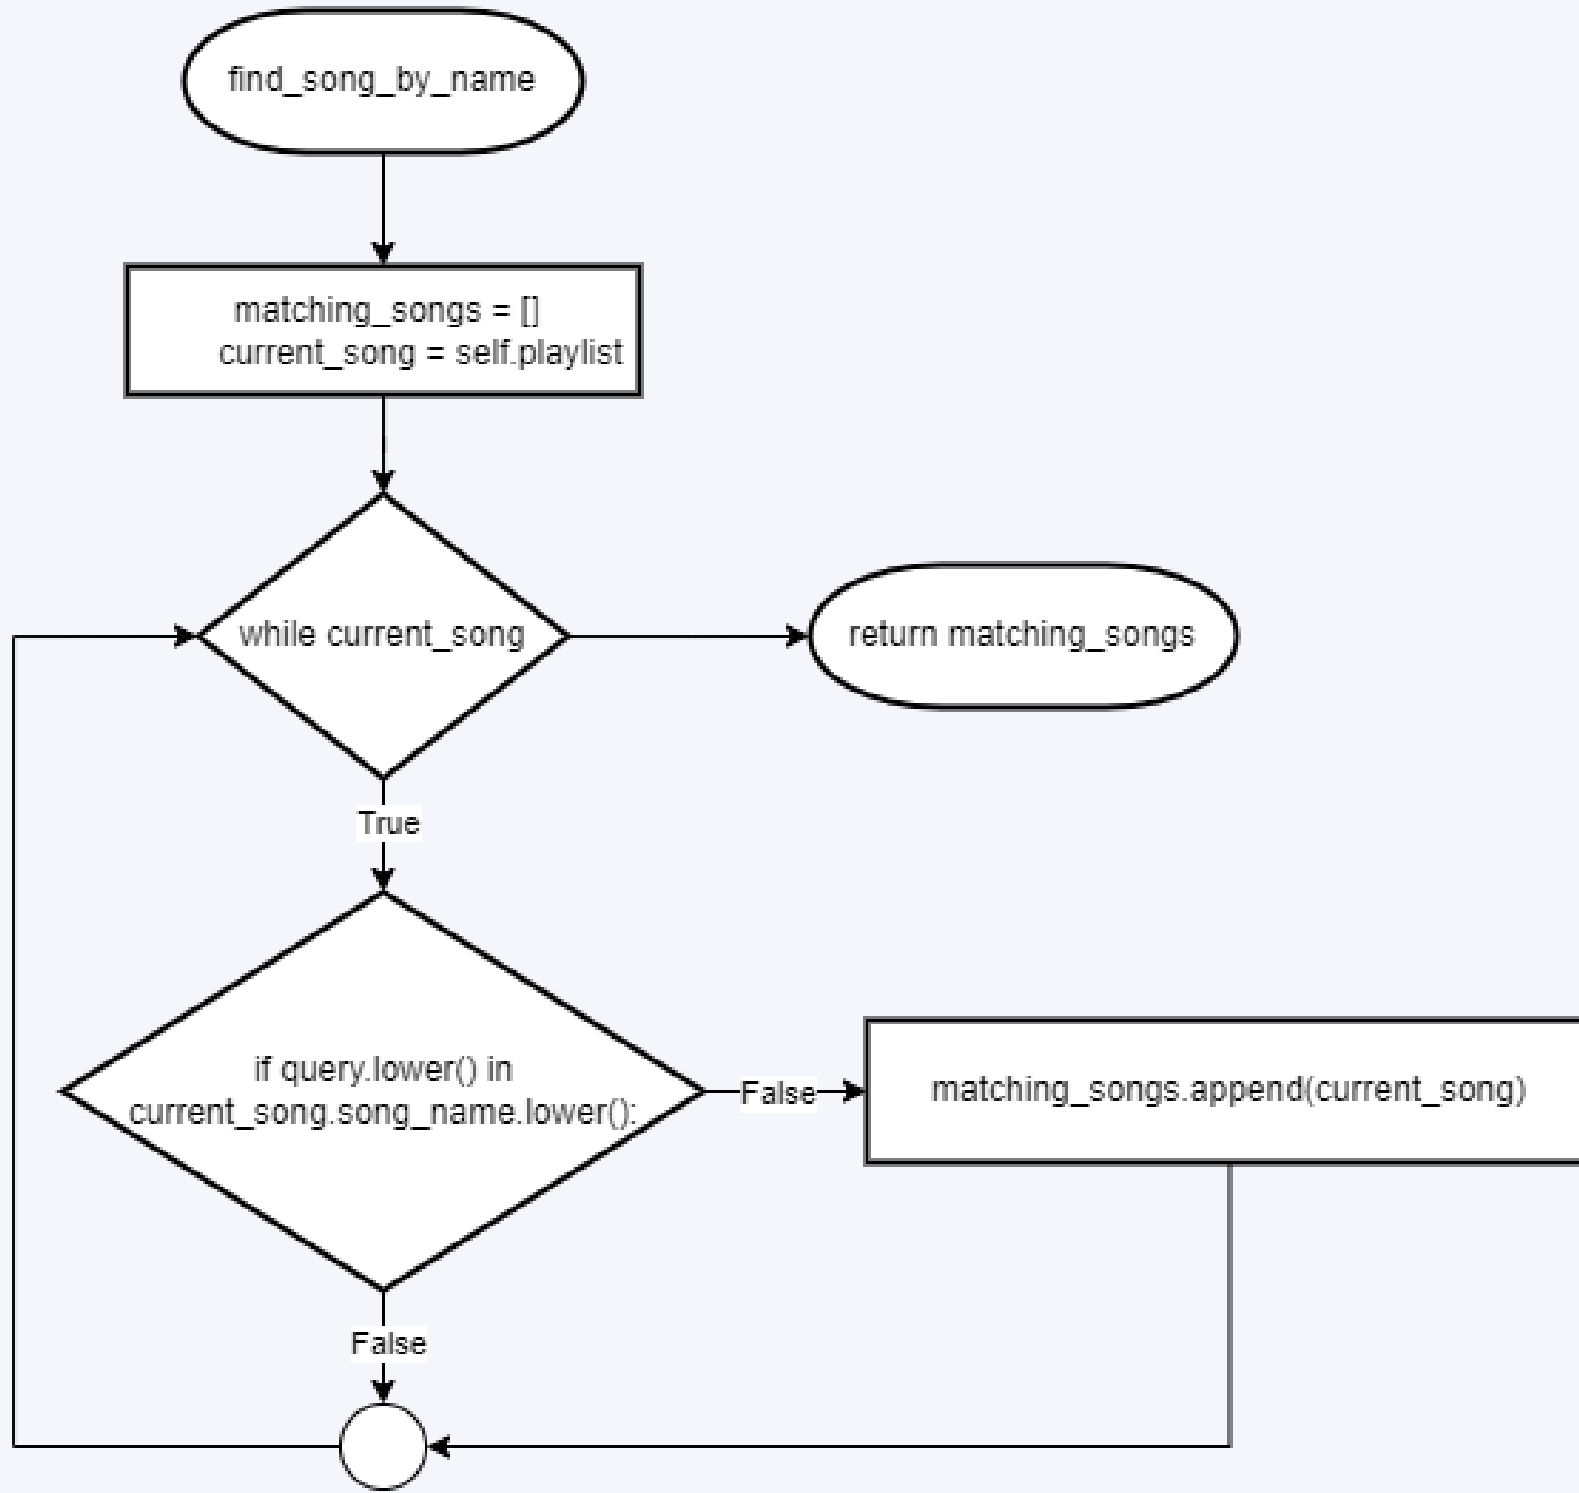 find_song_by_name
matching_songs = []
current_song = self.playlist
while current_song
return matching_songs
True
if query.lower() in
current_song.song_name.lower():
False
matching_songs.append(current_song)
False